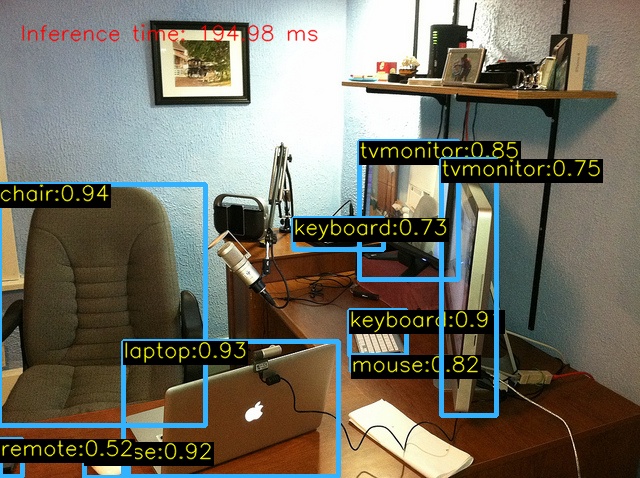 Inference time: 194.98 ms
tvmonitor:0.85
tvmonitor:0.75
chair:0.94
keyboard:0.73
keyboard:0.9
laptop:0.93
mouse:0.82
remote:0.52
se:0.92